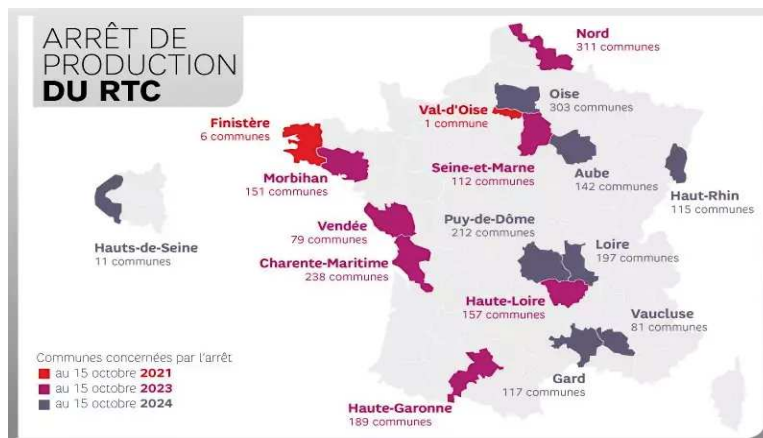 ARRÊT DE
PRODUCTION
DU RTC
Nord
311 communes
Oise
303 communes
Val-d'Oise
1 commune
Finistère
6 communes
Seine-et-Marne
112 communes
Aube
142 communes
Haut-Rhin
115 communes
Morbihan
151 communes
Hauts-de-Seine
11 communes
Vendée
79 communes
Puy-de-Dôme
212 communes
Loire
197 communes
Charente-Maritime
238 communes
Haute-Loire
157 communes
Vaucluse
81 communes
Gard
117 communes
Haute-Garonne
189 communes
Communes concernées par l'arrêt
au 15 octobre 2021
au 15 octobre 2023
au 15 octobre 2024